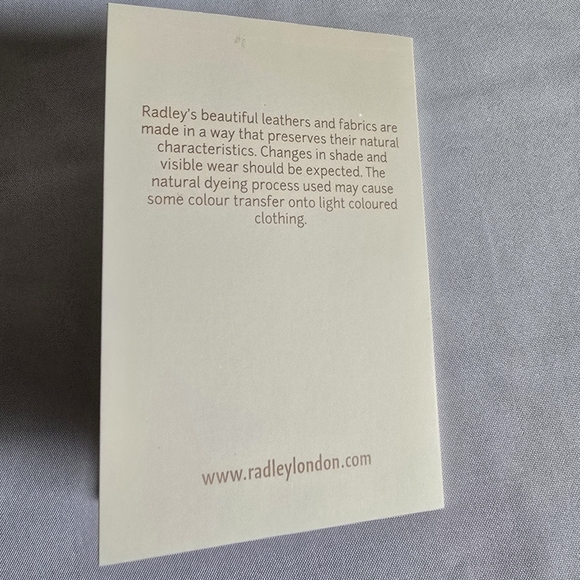 Radley's beautiful leathers and fabrics are
made in a way that preserves their natural
characteristics. Changes in shade and
visible wear should be expected. The
natural dyeing process used may cause
some colour transfer onto light coloured
clothing.
www.radleylondon.com